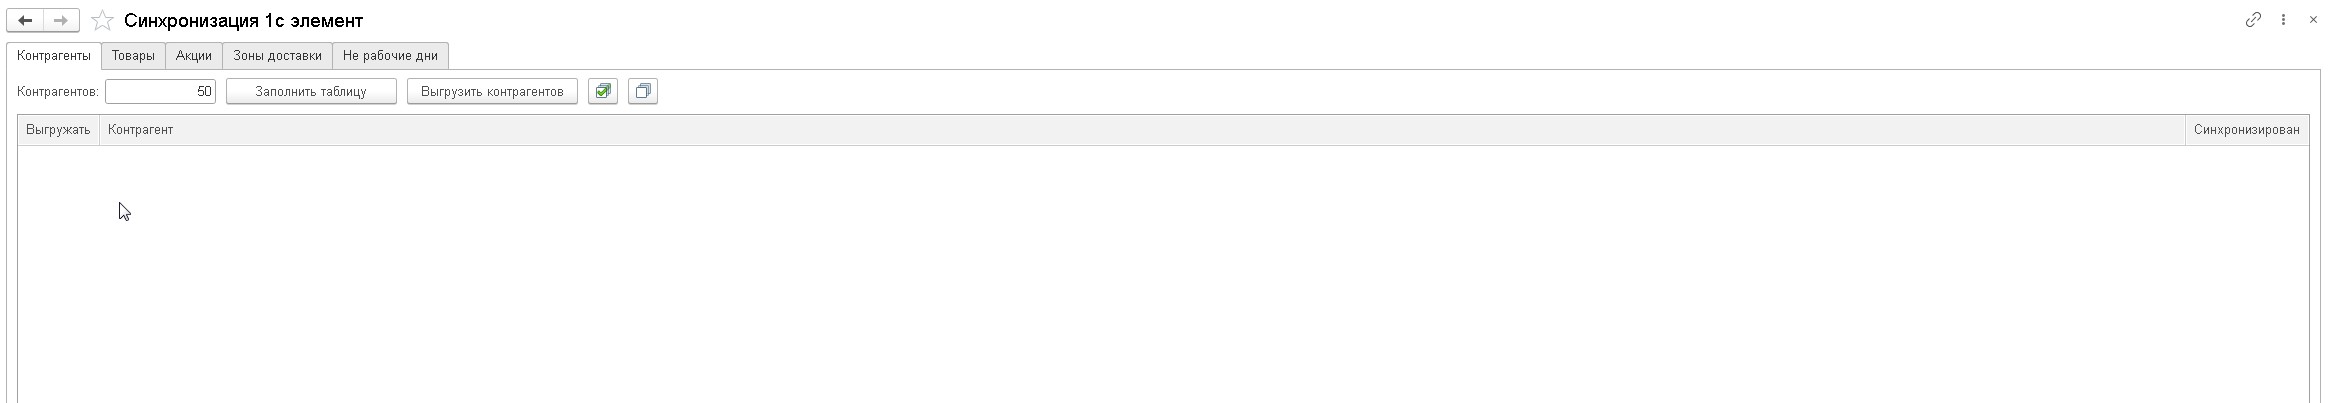 Синхронизация 1с элемент
Контрагенты Товары Акции Зоны доставки Не рабочие дни
Контрагентов: 50 Заполнить таблицу Выгрузить контрагентов
Выгружать Контрагент Синхронизирован